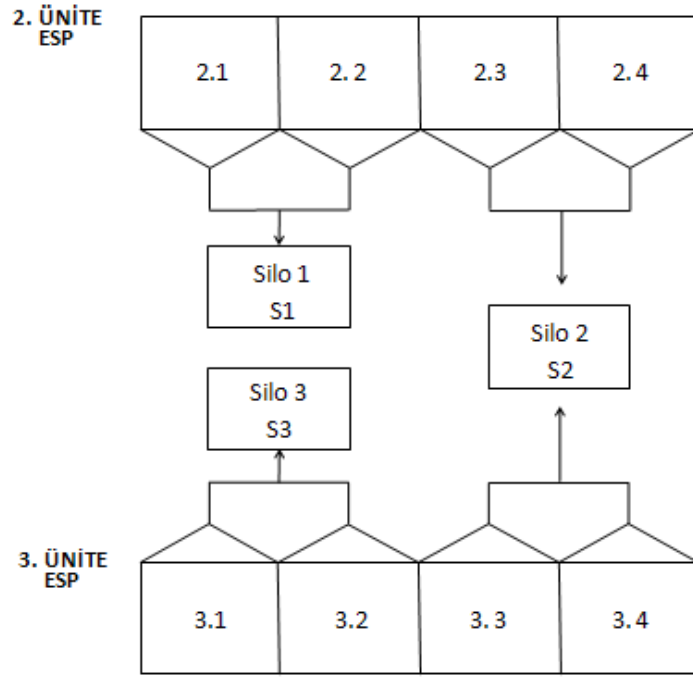 2. ÜNİTE
ESP
2.1
2. 2
2.3
2. 4
Silo 1
S1
Silo 2
S2
Silo 3
S3
3. ÜNİTE
ESP
3.1
3.2
3. 3
3. 4